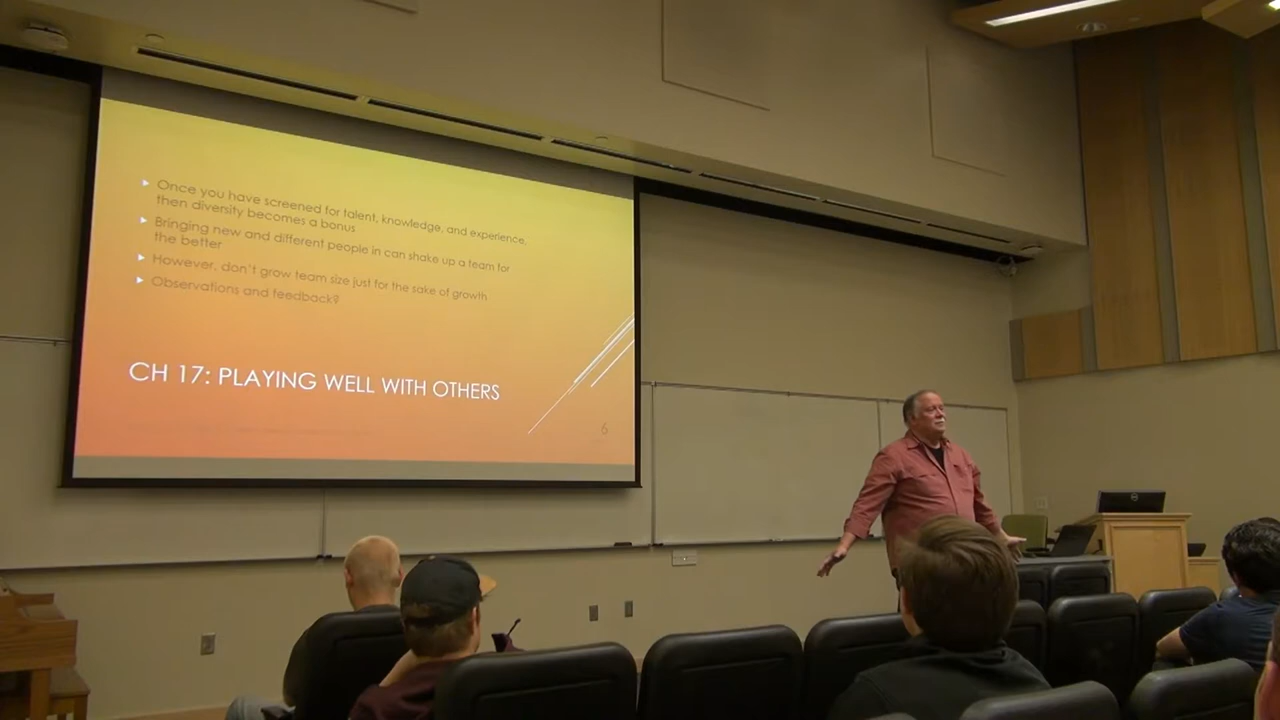 Once you have screened for talent, knowledge, and experience,
then diversity becomes a bonus
Bringing new and different people in can shake up a team for
the better
However, don't grow team size just for the sake of growth
Observations and feedback?
CH 17: PLAYING WELL WITH OTHERS
6